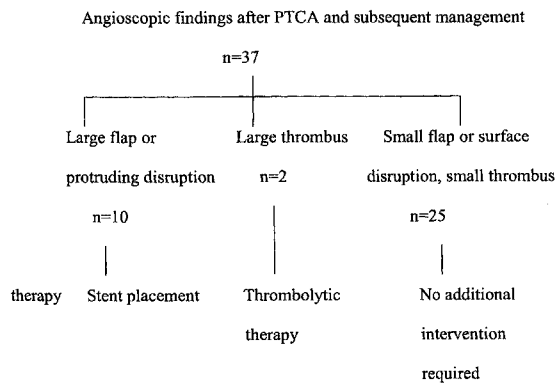 Angioscopic findings after PTCA and subsequent management
n=37
Large flap or
protruding disruption
n=10
Large thrombus
n=2
Small flap or surface
disruption, small thrombus
n=25
therapy
Stent placement
Thrombolytic
therapy
No additional
intervention
required